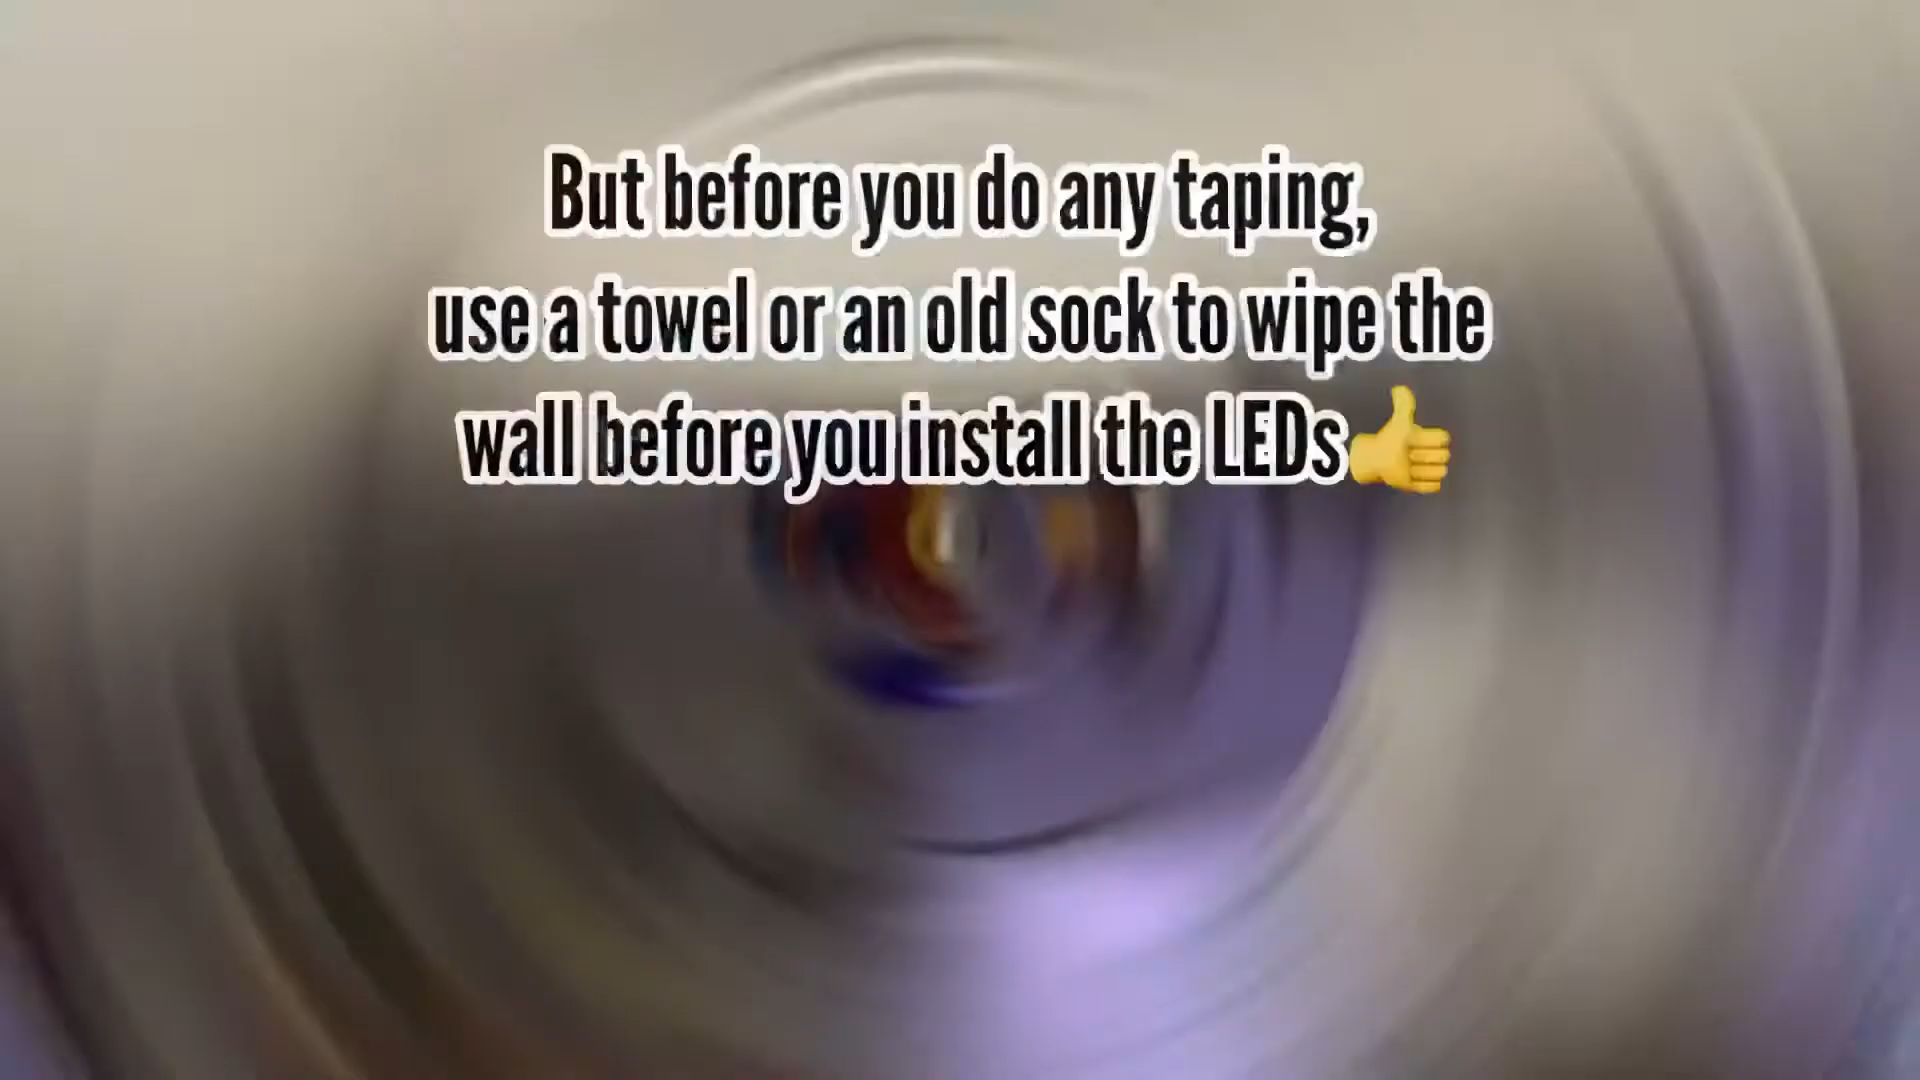 But before you do any taping,
use a towel or an old sock to wipe the
wall before you install the LEDs👍